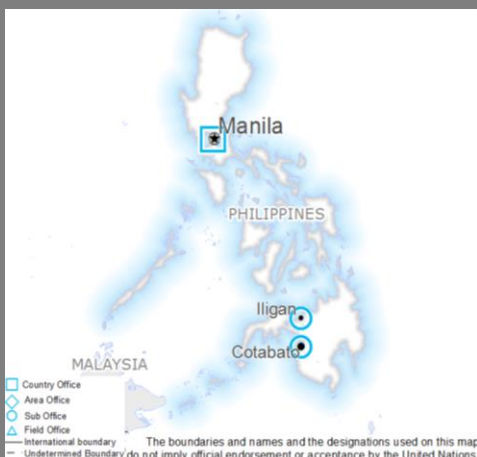 Manila
PHILIPPINES
Iligan
Cotabato
MALAYSIA
Country Office
Area Office
Sub Office
Field Office
International boundary
Undetermined Boundary
The boundaries and names and the designations used on this map
do not imply official endorsement or acceptance by the United Nations